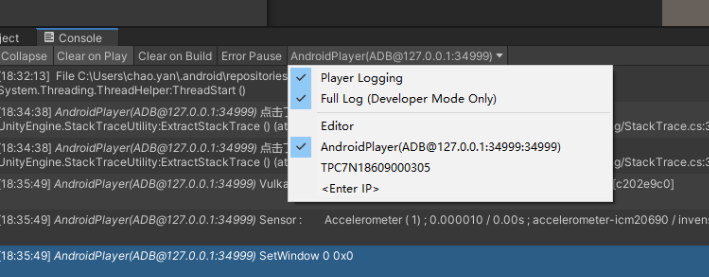 ject Console
Collapse Clear on Play Clear on Build Error Pause AndroidPlayer(ADB@127.0.0.1:34999)
[18:32:13] File C:\Users\chao.yan\.android\repositories
System.Threading.ThreadHelper:ThreadStart ()
[18:34:38] AndroidPlayer(ADB@127.0.0.1:34999) 点击了
UnityEngine.StackTraceUtility:ExtractStackTrace () (at
ng/StackTrace.cs:3
[18:34:38] AndroidPlayer(ADB@127.0.0.1:34999) 点击了
UnityEngine.StackTraceUtility:ExtractStackTrace () (at
ng/StackTrace.cs:3
[18:35:49] AndroidPlayer(ADB@127.0.0.1:34999) Vulka
[c202e9c0]
[18:35:49] AndroidPlayer(ADB@127.0.0.1:34999) Sensor : Accelerometer ( 1) ; 0.000010 / 0.00s ; accelerometer-icm20690 / invens
[18:35:49] AndroidPlayer(ADB@127.0.0.1:34999) SetWindow 0 0x0
Player Logging
Full Log (Developer Mode Only)
Editor
AndroidPlayer(ADB@127.0.0.1:34999:34999)
TPC7N18609000305
<Enter IP>